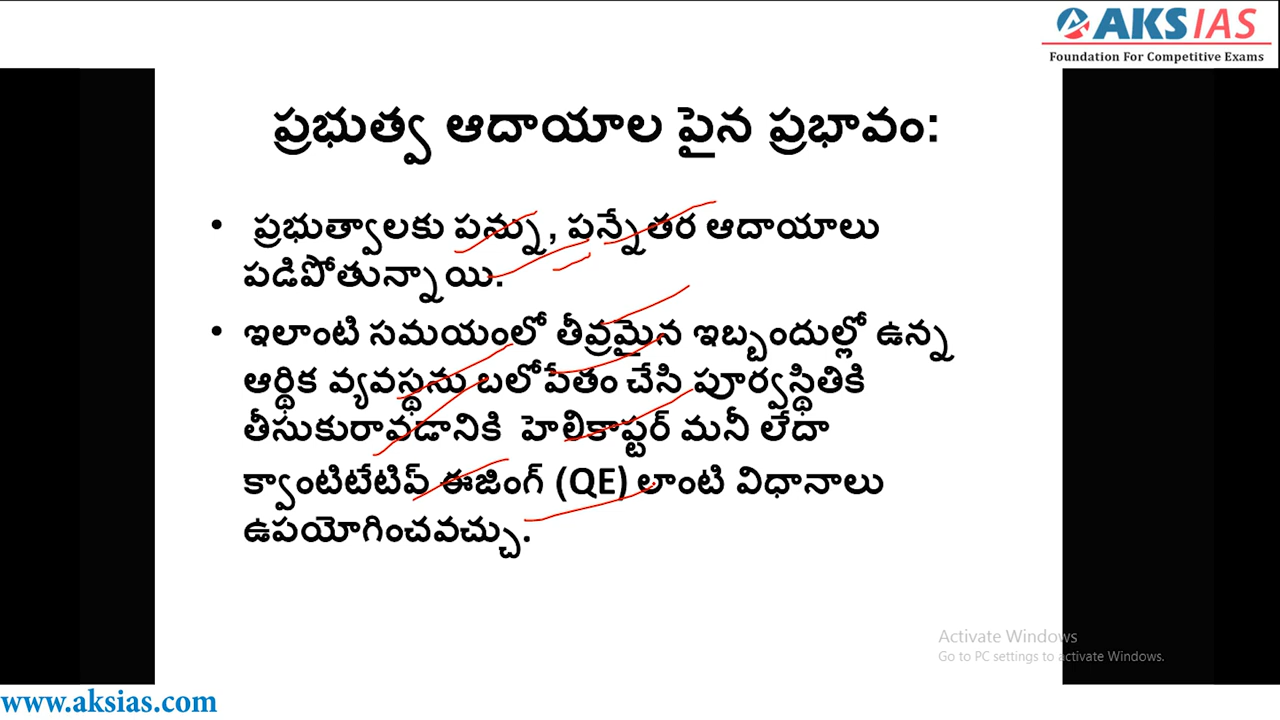 AKS IAS
Foundation For Competitive Exams
ప్రభుత్వ ఆదాయాల పైన ప్రభావం:
• ప్రభుత్వాలకు పన్ను, పన్నేతర ఆదాయాలు
పడిపోతున్నాయి.
• ఇలాంటి సమయంలో తీవ్రమైన ఇబ్బందుల్లో ఉన్న
ఆర్థిక వ్యవస్థను బలోపేతం చేసి పూర్వస్థితికి
తీసుకురావడానికి హెలికాప్టర్ మనీ లేదా
క్వాంటిటేటివ్ ఈజింగ్ (QE) లాంటి విధానాలు
ఉపయోగించవచ్చు.
Activate Windows
Go to PC settings to activate Windows.
www.aksias.com